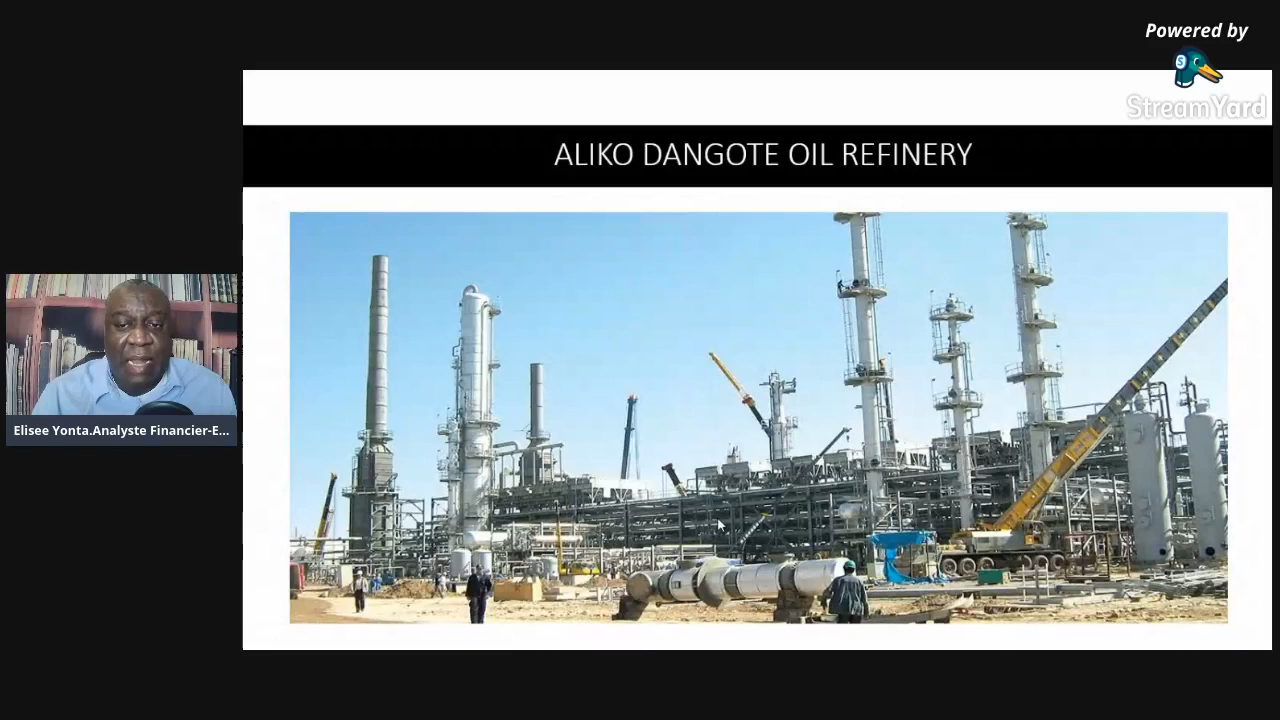 Powered by
StreamYard
ALIKO DANGOTE OIL REFINERY
Elisee Yonta.Analyste Financier-E...